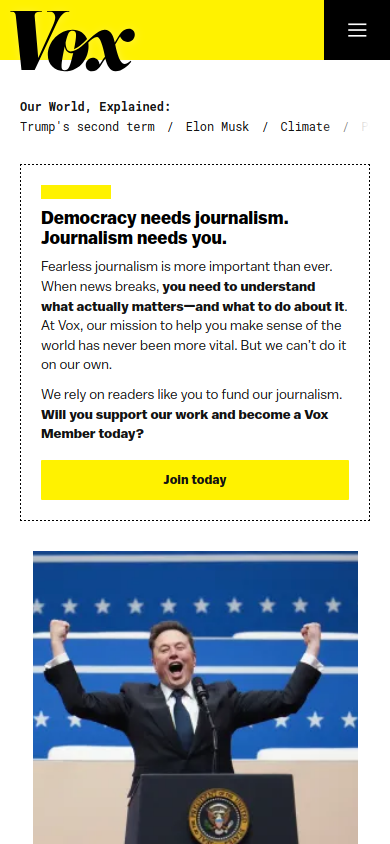 Vox
Our World, Explained:
Trump's second term / Elon Musk / Climate /
Democracy needs journalism.
Journalism needs you.
Fearless journalism is more important than ever.
When news breaks, you need to understand
what actually matters—and what to do about it.
At Vox, our mission to help you make sense of the
world has never been more vital. But we can't do it
on our own.
We rely on readers like you to fund our journalism.
Will you support our work and become a Vox
Member today?
Join today